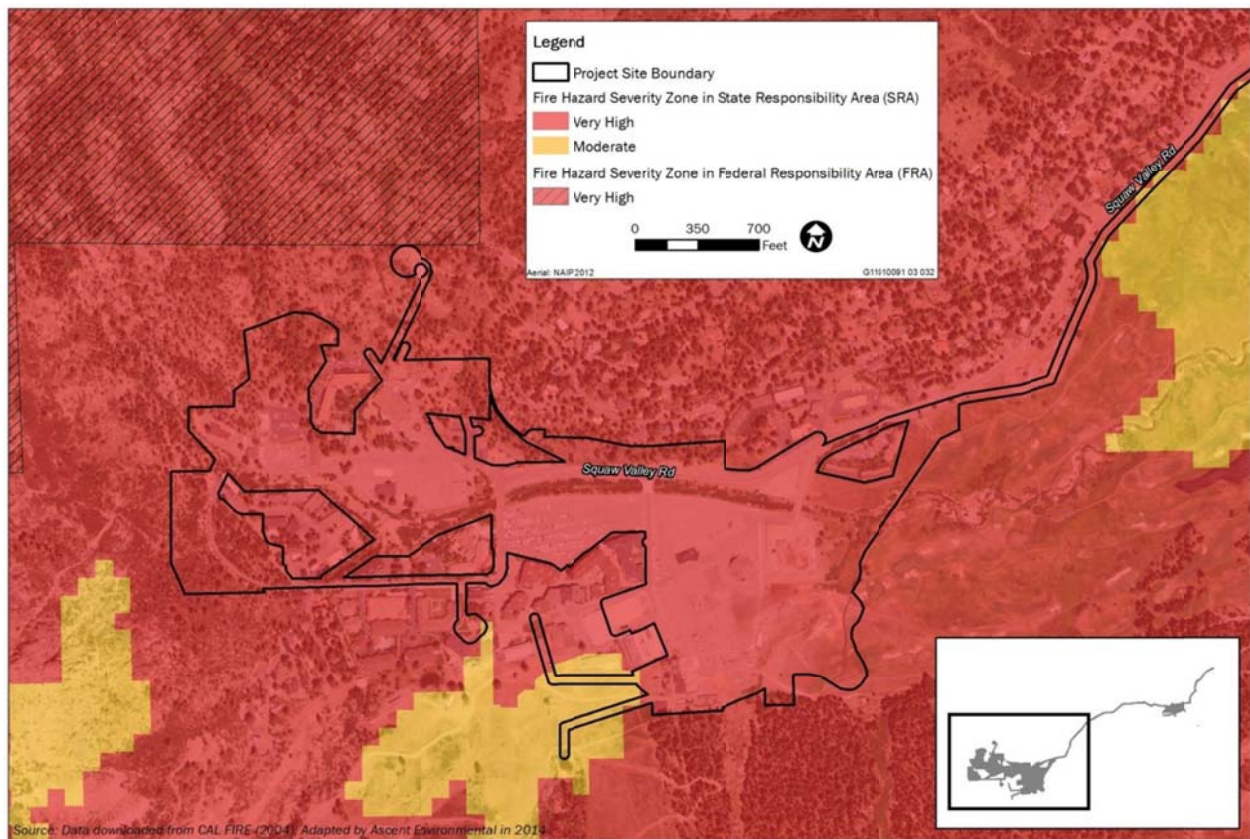 Legend
Project Site Boundary
Fire Hazard Severity Zone in State Responsibility Area (SRA)
Very High
Moderate
Fire Hazard Severity Zone in Federal Responsibility Area (FRA)
Very High
0 350 700
Feet
N
Aerial: NAIP2012
G11010091 03 032
Squaw Valley Rd
Squaw Valley Rd
Source: Data downloaded from CAL FIRE (2004), Adapted by Ascent Environmental in 2014